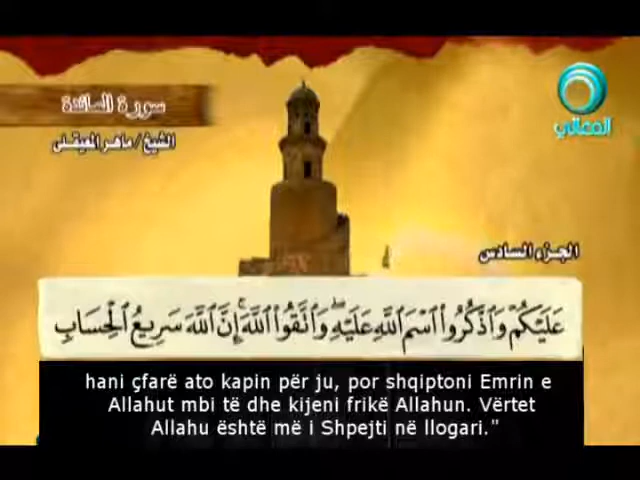 سورة المائدة
الشيخ/ماهر المعيقلي
المعالي
الجزء السادس
عَلَيْكُمْ وَاذْكُرُوا اسْمَ اللَّهِ عَلَيْهِ ۖ وَاتَّقُوا اللَّهَ ۚ إِنَّ اللَّهَ سَرِيعُ الْحِسَابِ
hani çfarë ato kapin për ju, por shqiptoni Emrin e
Allahut mbi të dhe kijeni frikë Allahun. Vërtet
Allahu është më i Shpejti në llogari."